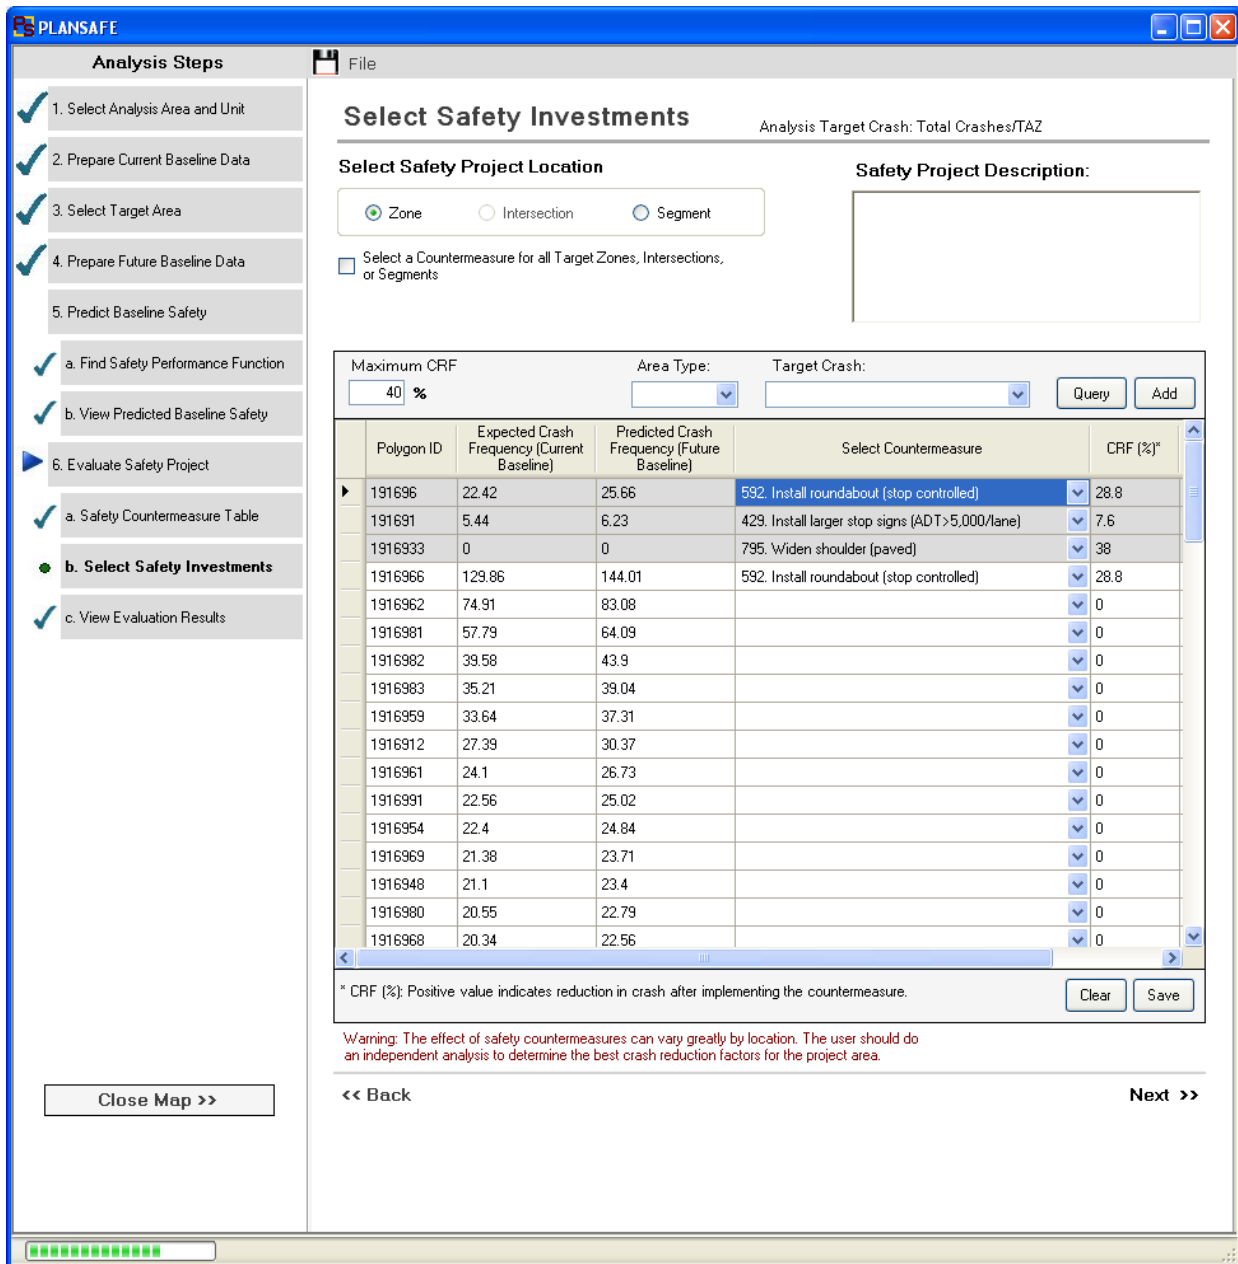 PS PLANSAFE
Analysis Steps
File
1. Select Analysis Area and Unit
2. Prepare Current Baseline Data
3. Select Target Area
4. Prepare Future Baseline Data
5. Predict Baseline Safety
a. Find Safety Performance Function
b. View Predicted Baseline Safety
6. Evaluate Safety Project
a. Safety Countermeasure Table
b. Select Safety Investments
c. View Evaluation Results
Close Map >>
Select Safety Investments
Analysis Target Crash: Total Crashes/TAZ
Select Safety Project Location
Safety Project Description:
Zone Intersection Segment
Select a Countermeasure for all Target Zones, Intersections,
or Segments
Maximum CRF Area Type: Target Crash:
40 % Query Add
Polygon ID Expected Crash Frequency (Current Baseline) Predicted Crash Frequency (Future Baseline) Select Countermeasure CRF (%)*
191696 22.42 25.66 592. Install roundabout (stop controlled) 28.8
191691 5.44 6.23 429. Install larger stop signs (ADT>5,000/lane) 7.6
1916933 0 0 795. Widen shoulder (paved) 38
1916966 129.86 144.01 592. Install roundabout (stop controlled) 28.8
1916962 74.91 83.08 0
1916981 57.79 64.09 0
1916982 39.58 43.9 0
1916983 35.21 39.04 0
1916959 33.64 37.31 0
1916912 27.39 30.37 0
1916961 24.1 26.73 0
1916991 22.56 25.02 0
1916954 22.4 24.84 0
1916969 21.38 23.71 0
1916948 21.1 23.4 0
1916980 20.55 22.79 0
1916968 20.34 22.56 0
* CRF (%): Positive value indicates reduction in crash after implementing the countermeasure.
Clear Save
Warning: The effect of safety countermeasures can vary greatly by location. The user should do
an independent analysis to determine the best crash reduction factors for the project area.
<< Back Next >>